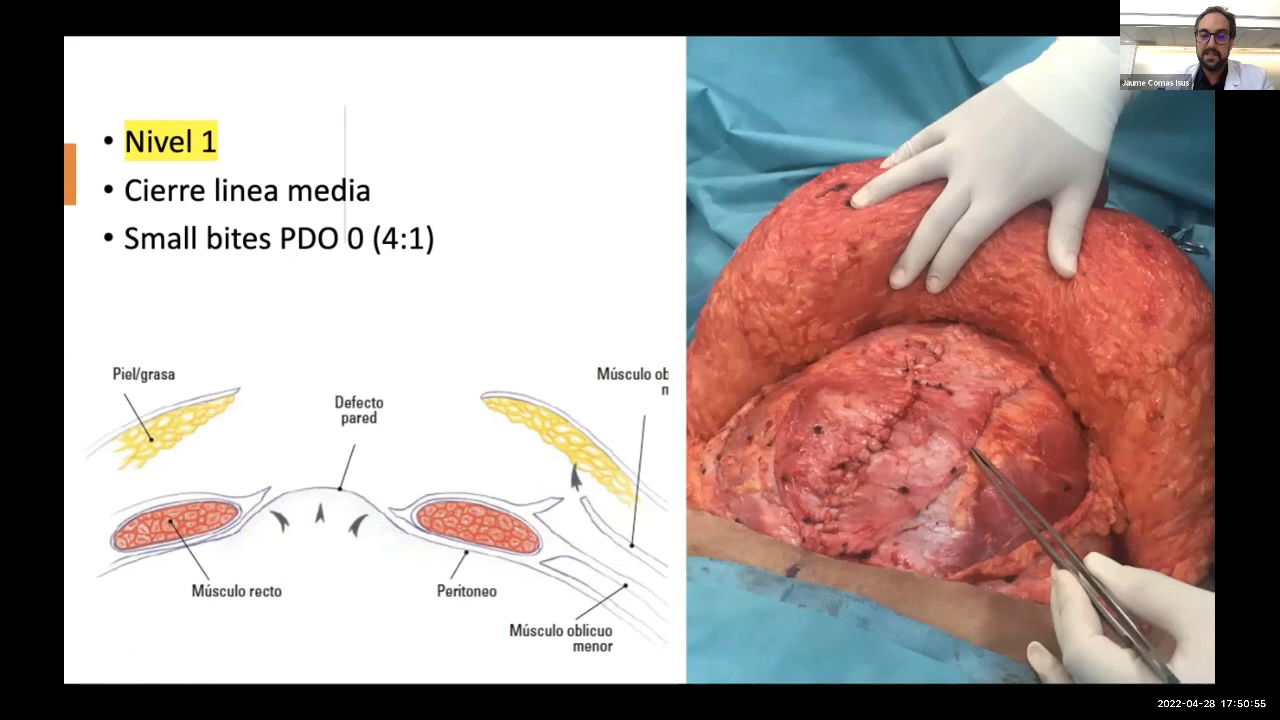 Jaume Comas Isus
• Nivel 1
• Cierre linea media
• Small bites PDO 0 (4:1)
Piel/grasa
Defecto
pared
Músculo ob
Músculo recto
Peritoneo
Músculo oblicuo
menor
2022-04-28 17:50:55